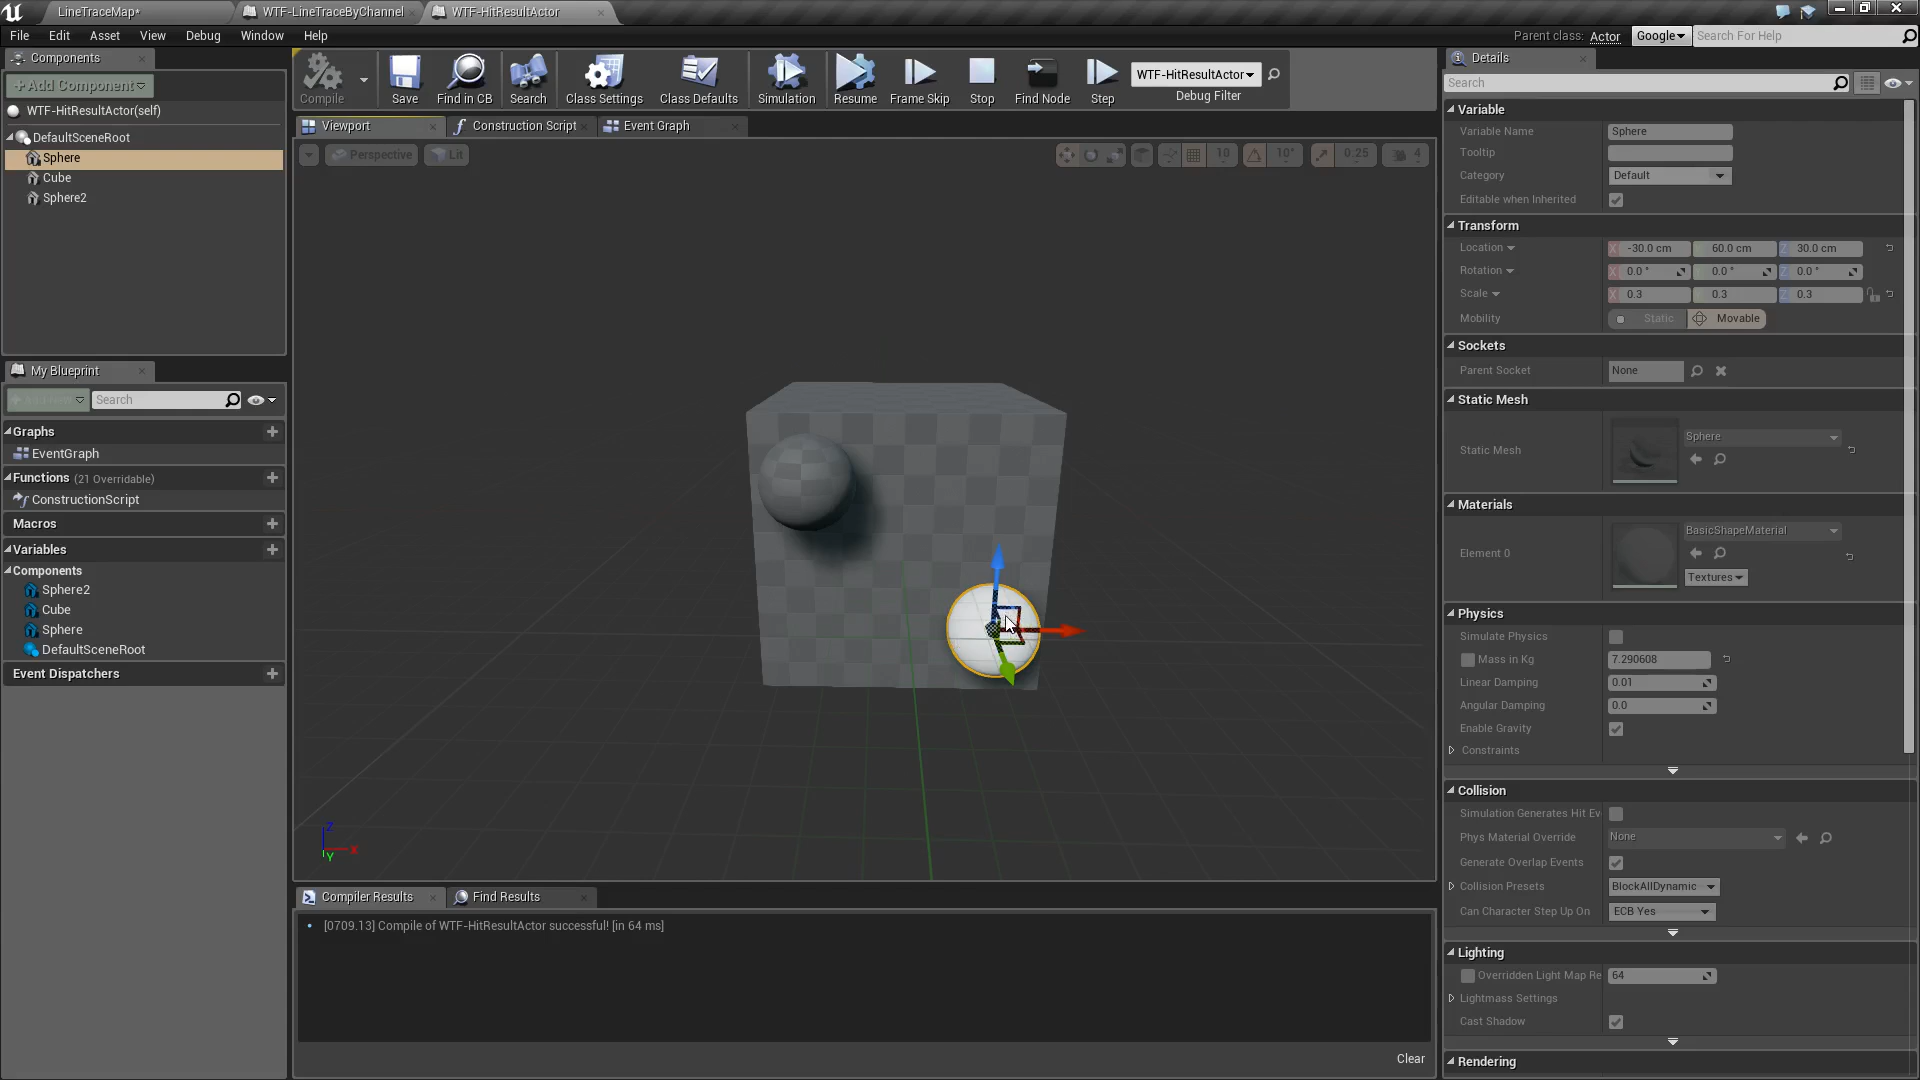 LineTraceMap*
WTF-LineTraceByChannel
WTF-HitResultActor
File Edit Asset View Debug Window Help
Parent class: Actor
Google
Search For Help
Components
+Add Component
WTF-HitResultActor(self)
DefaultSceneRoot
Sphere
Cube
Sphere2
My Blueprint
Search
Graphs
EventGraph
Functions (21 Overridable)
ConstructionScript
Macros
Variables
Components
Sphere2
Cube
Sphere
DefaultSceneRoot
Event Dispatchers
Compile
Save
Find in CB
Search
Class Settings
Class Defaults
Simulation
Resume
Frame Skip
Stop
Find Node
Step
WTF-HitResultActor
Debug Filter
Viewport
Construction Script
Event Graph
Perspective
Lit
10
10°
0.25
4
Z
X
Y
Compiler Results
Find Results
[0709.13] Compile of WTF-HitResultActor successful! [in 64 ms]
Clear
Details
Search
Variable
Variable Name Sphere
Tooltip
Category Default
Editable when Inherited
Transform
Location X -30.0 cm 60.0 cm Z 30.0 cm
Rotation X 0.0 ° 0.0 ° Z 0.0 °
Scale X 0.3 0.3 Z 0.3
Mobility Static Movable
Sockets
Parent Socket None
Static Mesh
Static Mesh Sphere
Materials
Element 0 BasicShapeMaterial
Textures
Physics
Simulate Physics
Mass in Kg 7.290608
Linear Damping 0.01
Angular Damping 0.0
Enable Gravity
Constraints
Collision
Simulation Generates Hit Ev
Phys Material Override None
Generate Overlap Events
Collision Presets BlockAllDynamic
Can Character Step Up On ECB Yes
Lighting
Overridden Light Map Re 64
Lightmass Settings
Cast Shadow
Rendering